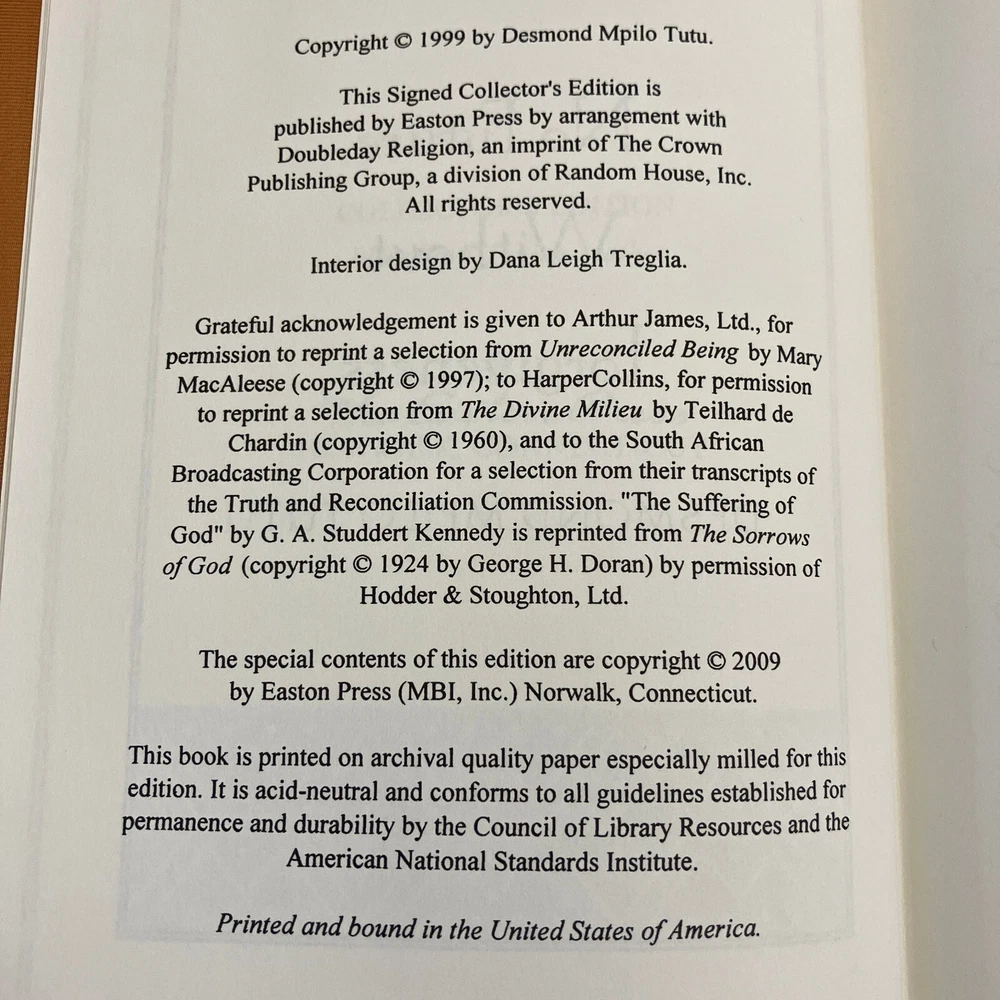 Copyright © 1999 by Desmond Mpilo Tutu.
This Signed Collector's Edition is
published by Easton Press by arrangement with
Doubleday Religion, an imprint of The Crown
Publishing Group, a division of Random House, Inc.
All rights reserved.
Interior design by Dana Leigh Treglia.
Grateful acknowledgement is given to Arthur James, Ltd., for
permission to reprint a selection from Unreconciled Being by Mary
MacAleese (copyright © 1997); to HarperCollins, for permission
to reprint a selection from The Divine Milieu by Teilhard de
Chardin (copyright © 1960), and to the South African
Broadcasting Corporation for a selection from their transcripts of
the Truth and Reconciliation Commission. "The Suffering of
God" by G. A. Studdert Kennedy is reprinted from The Sorrows
of God (copyright © 1924 by George H. Doran) by permission of
Hodder & Stoughton, Ltd.
The special contents of this edition are copyright © 2009
by Easton Press (MBI, Inc.) Norwalk, Connecticut.
This book is printed on archival quality paper especially milled for this
edition. It is acid-neutral and conforms to all guidelines established for
permanence and durability by the Council of Library Resources and the
American National Standards Institute.
Printed and bound in the United States of America.